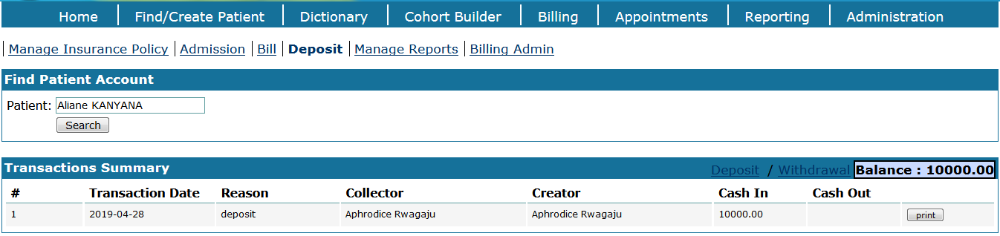 Home Find/Create Patient Dictionary Cohort Builder Billing Appointments Reporting Administration
Manage Insurance Policy Admission Bill Deposit Manage Reports Billing Admin
Find Patient Account
Patient: Aliane KANYANA
Search
Transactions Summary Deposit / Withdrawal Balance : 10000.00
# Transaction Date Reason Collector Creator Cash In Cash Out
1 2019-04-28 deposit Aphrodice Rwagaju Aphrodice Rwagaju 10000.00 print